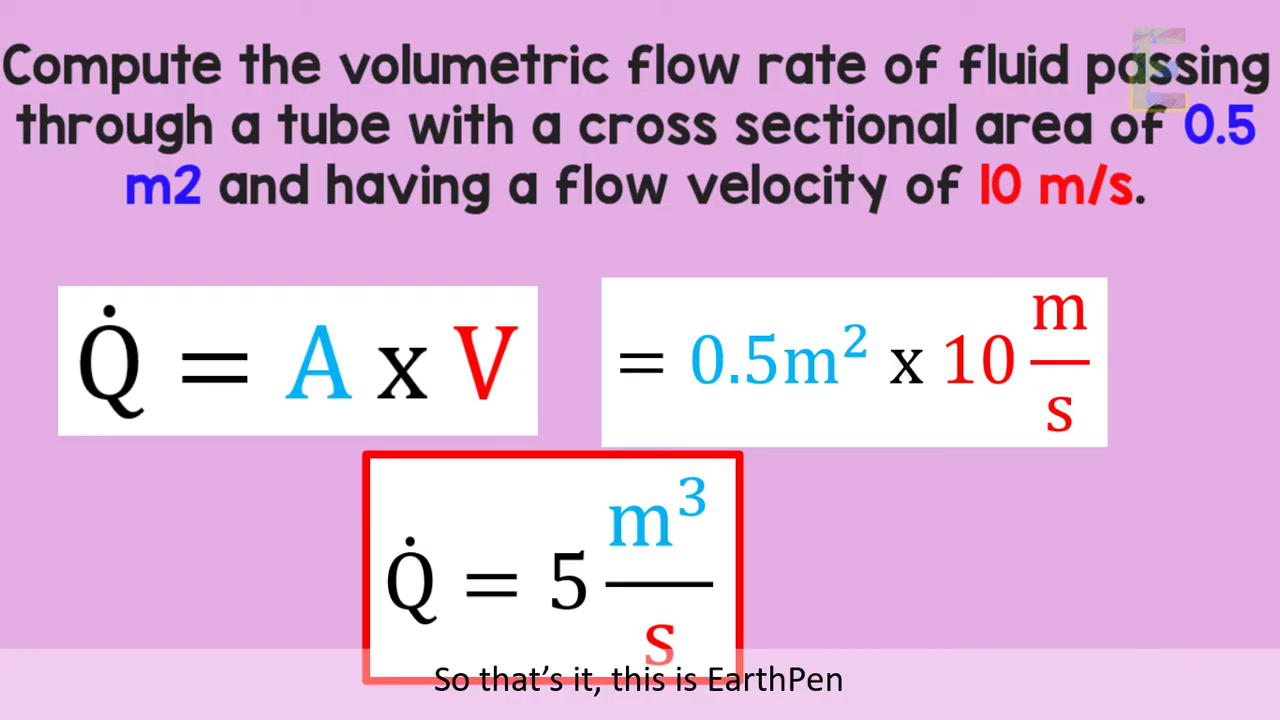 Compute the volumetric flow rate of fluid passing
through a tube with a cross sectional area of 0.5
m2 and having a flow velocity of 10 m/s.
E
Q̇ = A x V
= 0.5m² x 10 m/s
Q̇ = 5 m³/s
So that’s it, this is EarthPen